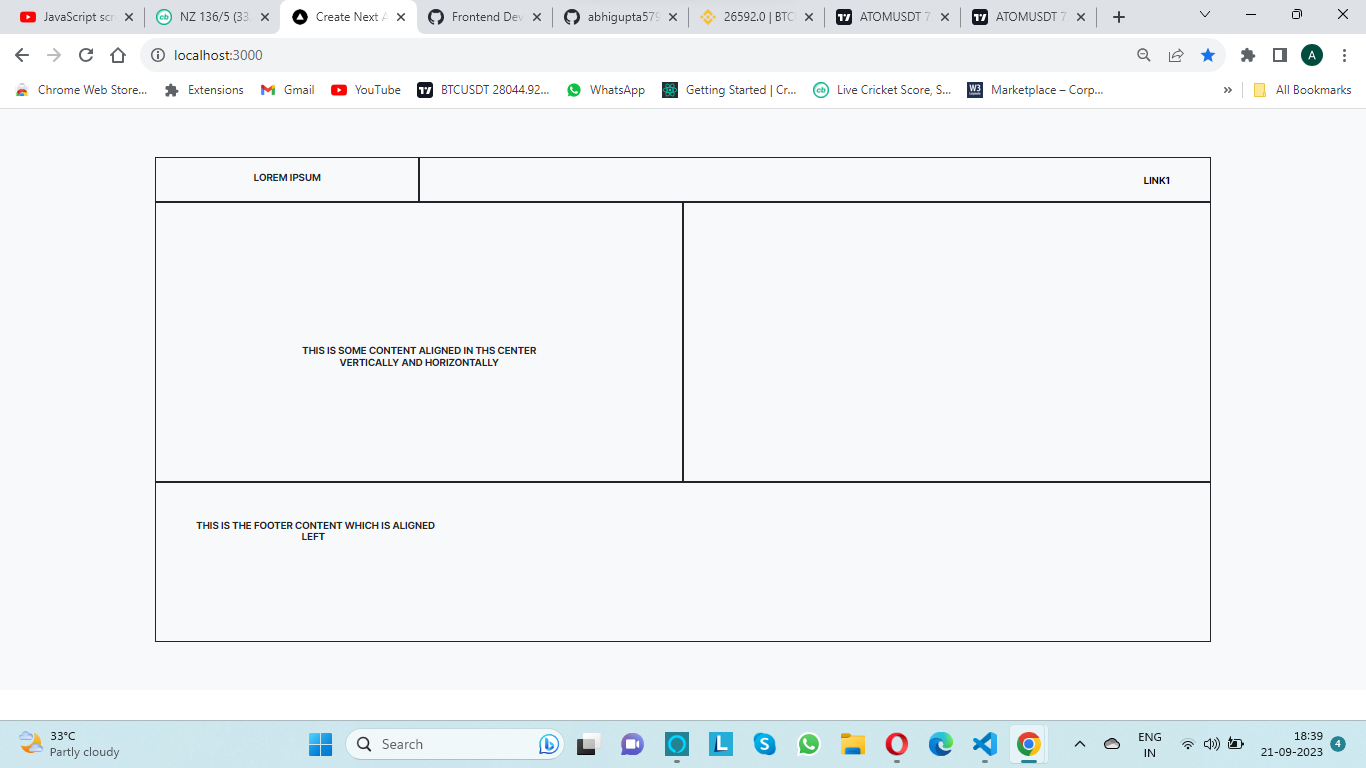 JavaScript scr
NZ 136/5 (33
Create Next A
Frontend Dev
abhigupta579
26592.0 | BTC
ATOMUSDT 7
ATOMUSDT 7
localhost:3000
A
Chrome Web Store...
Extensions
Gmail
YouTube
BTCUSDT 28044.92...
WhatsApp
Getting Started | Cr...
Live Cricket Score, S...
Marketplace – Corp...
All Bookmarks
LOREM IPSUM
LINK1
THIS IS SOME CONTENT ALIGNED IN THS CENTER
VERTICALLY AND HORIZONTALLY
THIS IS THE FOOTER CONTENT WHICH IS ALIGNED
LEFT
33°C
Partly cloudy
Search
ENG
IN
18:39
21-09-2023
4